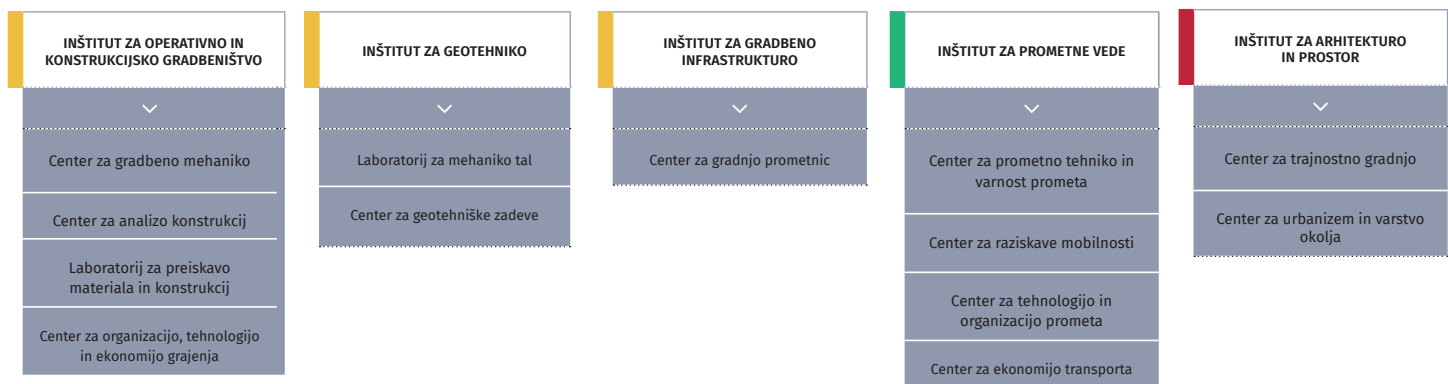 INŠTITUT ZA OPERATIVNO IN
KONSTRUKCIJSKO GRADBENIŠTVO
Center za gradbeno mehaniko
Center za analizo konstrukcij
Laboratorij za preiskavo
materiala in konstrukcij
Center za organizacijo, tehnologijo
in ekonomijo grajenja
INŠTITUT ZA GEOTEHNIKO
Laboratorij za mehaniko tal
Center za geotehniške zadeve
INŠTITUT ZA GRADBENO
INFRASTRUKTURO
Center za gradnjo prometnic
INŠTITUT ZA PROMETNE VEDE
Center za prometno tehniko in
varnost prometa
Center za raziskave mobilnosti
Center za tehnologijo in
organizacijo prometa
Center za ekonomijo transporta
INŠTITUT ZA ARHITEKTURO
IN PROSTOR
Center za trajnostno gradnjo
Center za urbanizem in varstvo
okolja